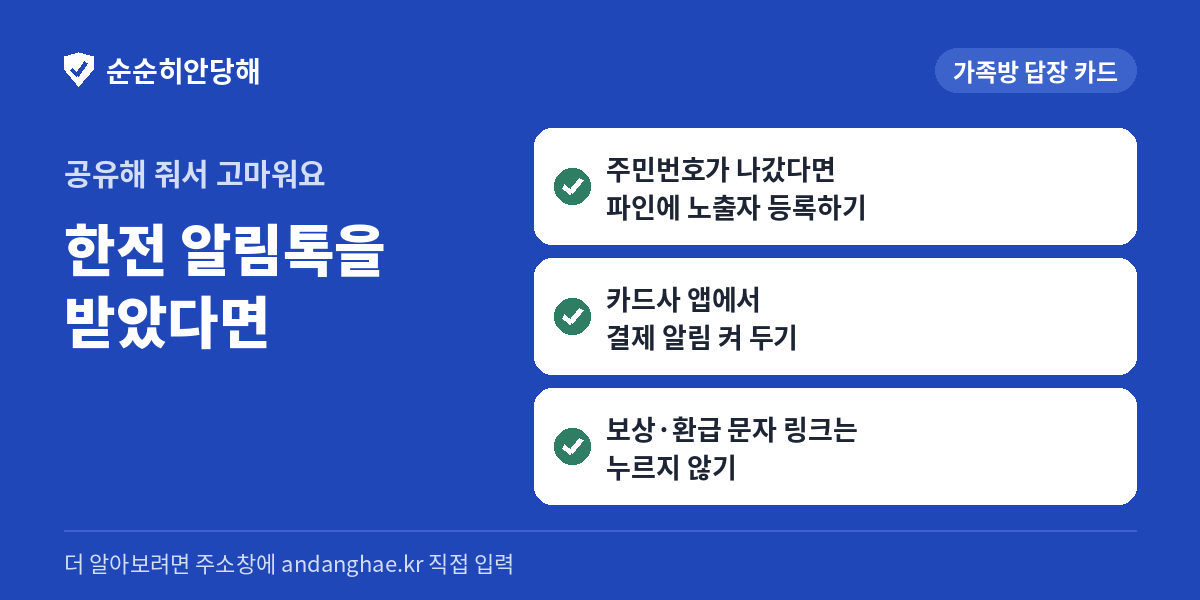 순순히안당해
가족방 답장 카드
공유해 줘서 고마워요
한전 알림톡을
받았다면
주민번호가 나갔다면
파인에 노출자 등록하기
카드사 앱에서
결제 알림 켜 두기
보상·환급 문자 링크는
누르지 않기
더 알아보려면 주소창에 andanghae.kr 직접 입력